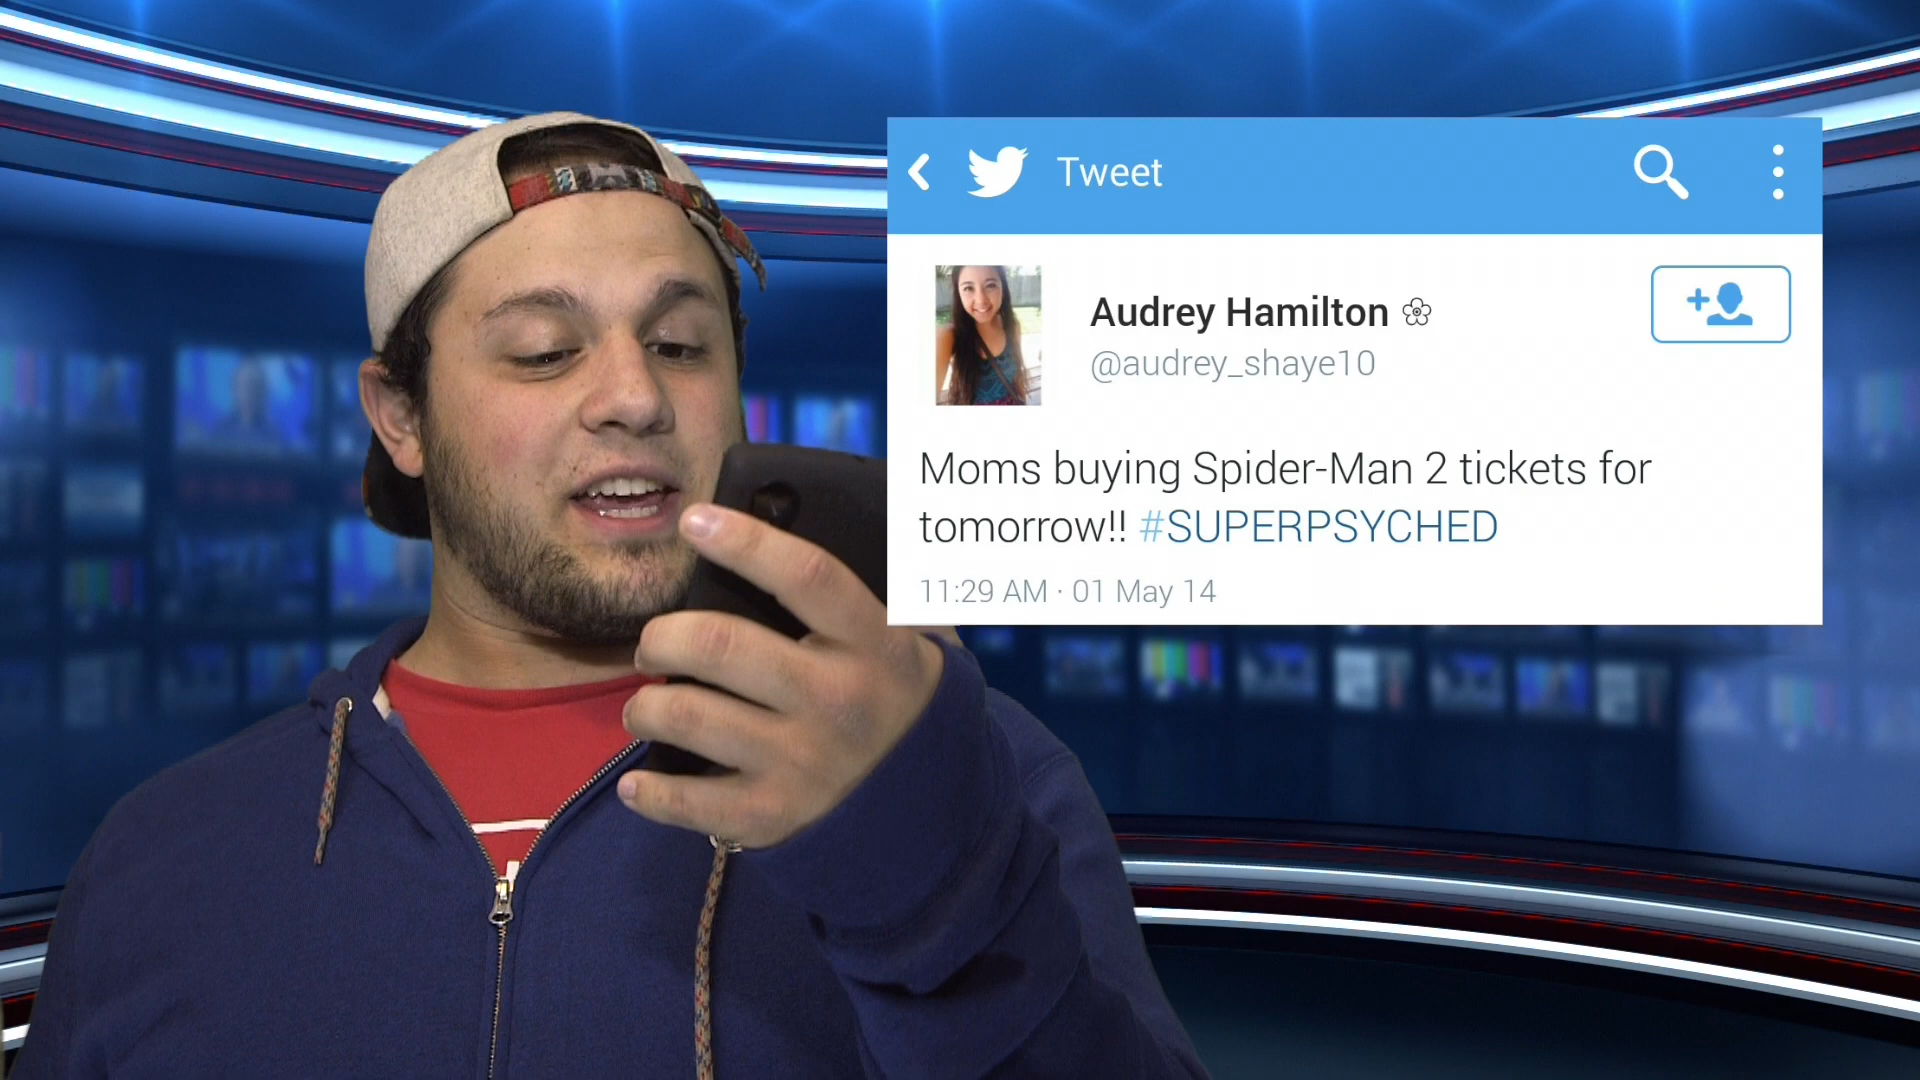 Tweet
Audrey Hamilton
@audrey_shaye10
Moms buying Spider-Man 2 tickets for
tomorrow!! #SUPERPSYCHED
11:29 AM · 01 May 14